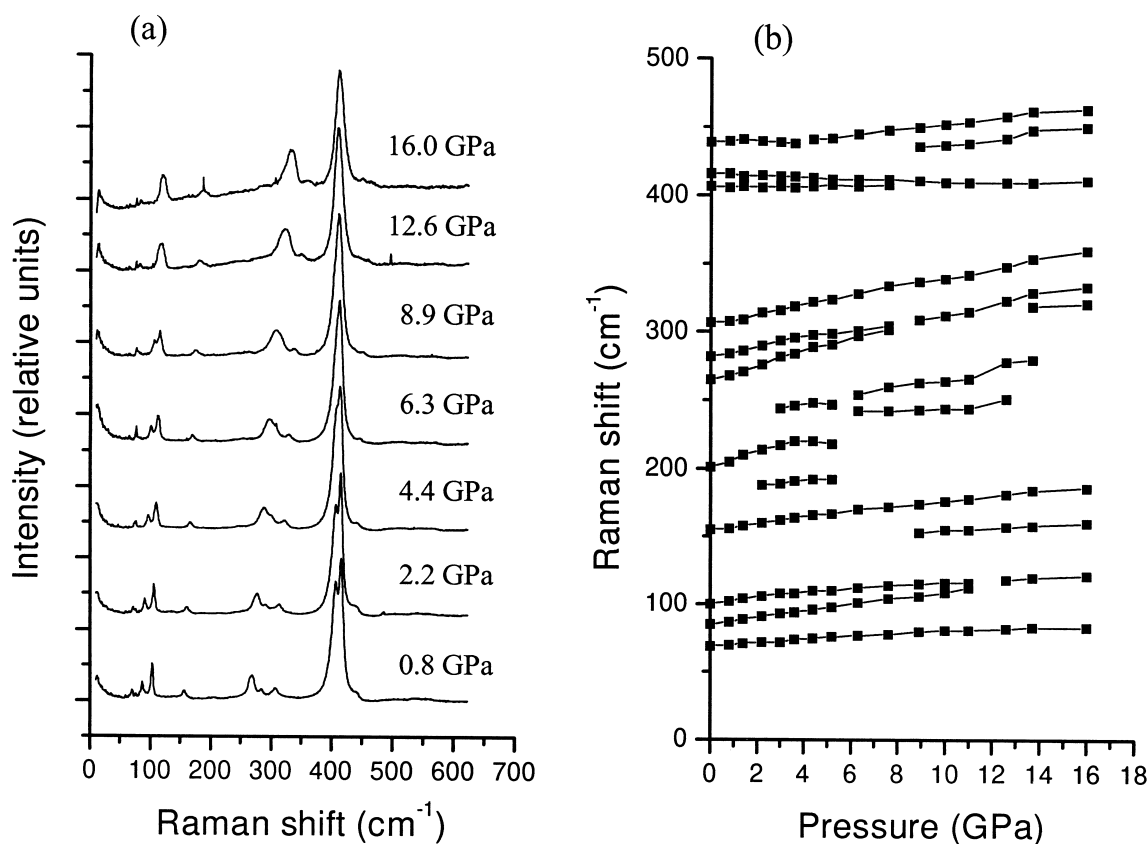 (a)
Intensity (relative units)
16.0 GPa
12.6 GPa
8.9 GPa
6.3 GPa
4.4 GPa
2.2 GPa
0.8 GPa
0 100 200 300 400 500 600 700
Raman shift (cm⁻¹)
(b)
Raman shift (cm⁻¹)
500
400
300
200
100
0
0 2 4 6 8 10 12 14 16 18
Pressure (GPa)